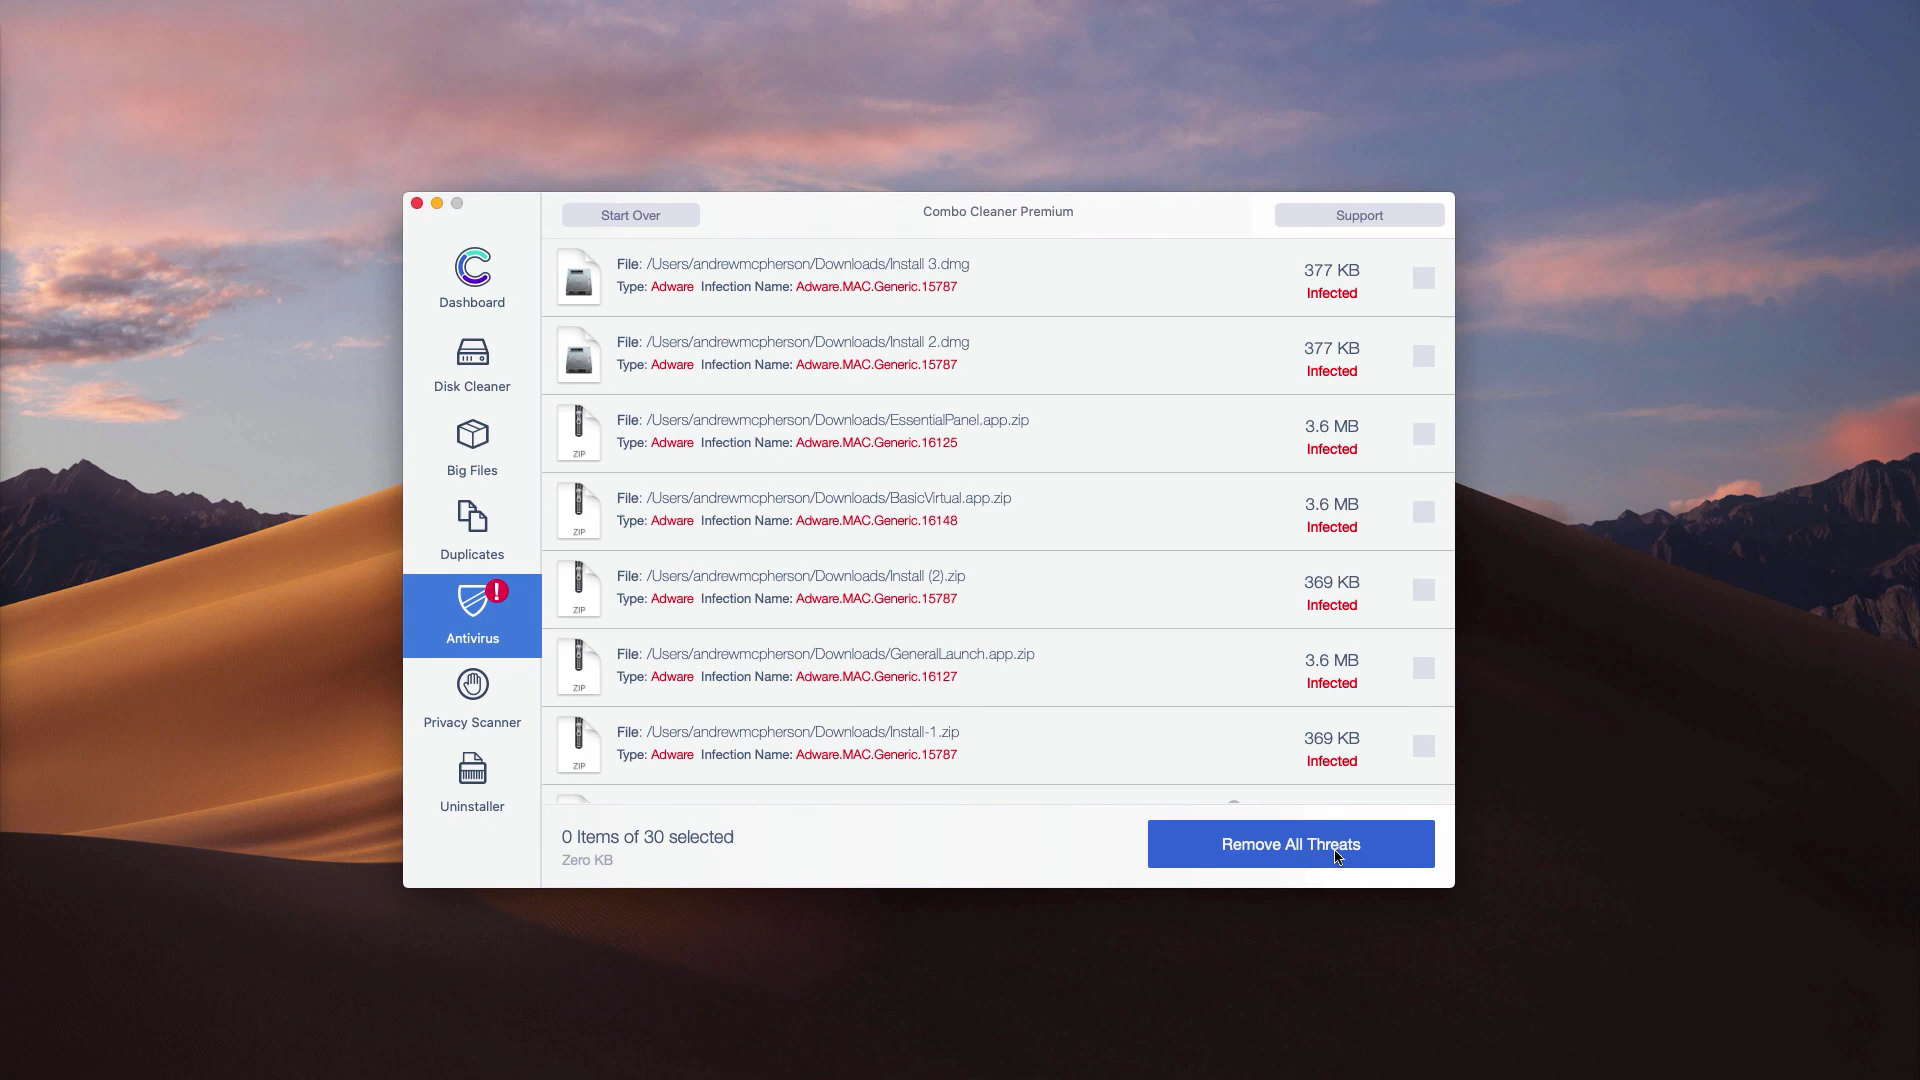 Start Over
Combo Cleaner Premium
Support
Dashboard
Disk Cleaner
Big Files
Duplicates
!
Antivirus
Privacy Scanner
Uninstaller
File: /Users/andrewmcpherson/Downloads/Install 3.dmg
Type: Adware Infection Name: Adware.MAC.Generic.15787
377 KB
Infected
File: /Users/andrewmcpherson/Downloads/Install 2.dmg
Type: Adware Infection Name: Adware.MAC.Generic.15787
377 KB
Infected
ZIP
File: /Users/andrewmcpherson/Downloads/EssentialPanel.app.zip
Type: Adware Infection Name: Adware.MAC.Generic.16125
3.6 MB
Infected
ZIP
File: /Users/andrewmcpherson/Downloads/BasicVirtual.app.zip
Type: Adware Infection Name: Adware.MAC.Generic.16148
3.6 MB
Infected
ZIP
File: /Users/andrewmcpherson/Downloads/Install (2).zip
Type: Adware Infection Name: Adware.MAC.Generic.15787
369 KB
Infected
ZIP
File: /Users/andrewmcpherson/Downloads/GeneralLaunch.app.zip
Type: Adware Infection Name: Adware.MAC.Generic.16127
3.6 MB
Infected
ZIP
File: /Users/andrewmcpherson/Downloads/Install-1.zip
Type: Adware Infection Name: Adware.MAC.Generic.15787
369 KB
Infected
0 Items of 30 selected
Zero KB
Remove All Threats